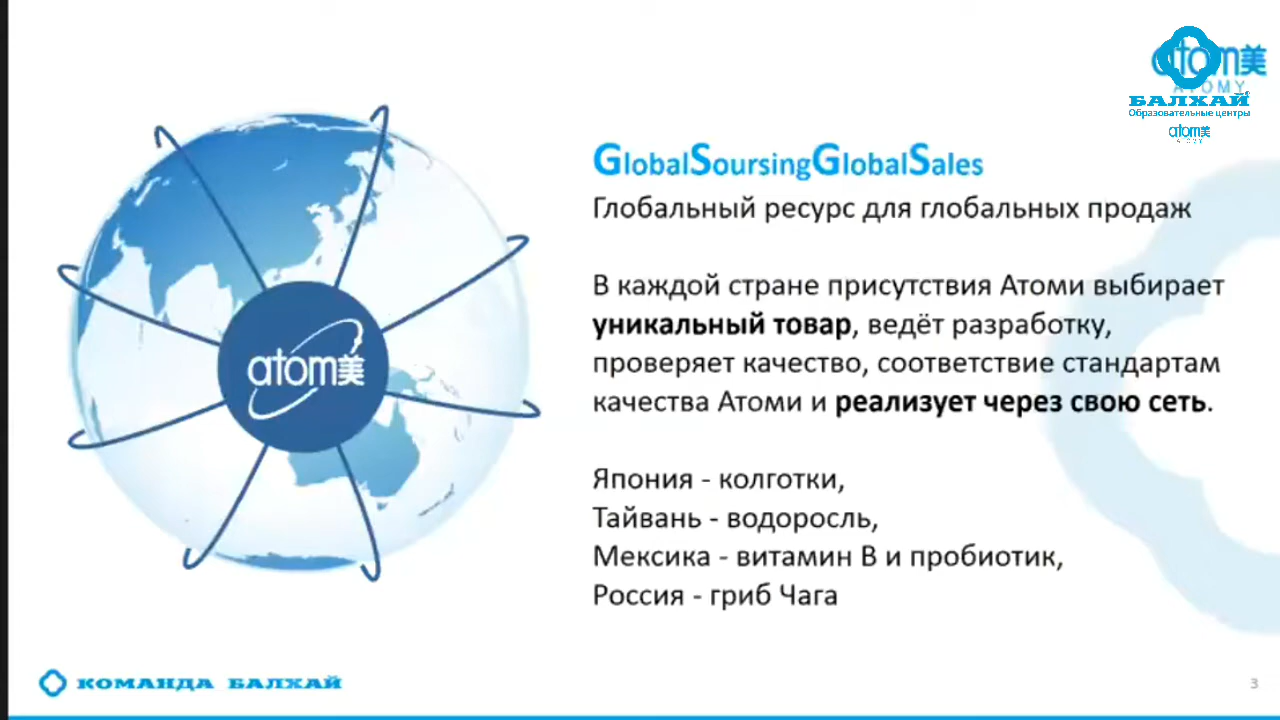 atom美
ATOMY
БАЛХАЙ
Образовательные центры
atom美
ATOMY
GlobalSoursingGlobalSales
Глобальный ресурс для глобальных продаж
В каждой стране присутствия Атоми выбирает
уникальный товар, ведёт разработку,
проверяет качество, соответствие стандартам
качества Атоми и реализует через свою сеть.
atom美
Япония - колготки,
Тайвань - водоросль,
Мексика - витамин В и пробиотик,
Россия - гриб Чага
КОМАНДА БАЛХАЙ
3